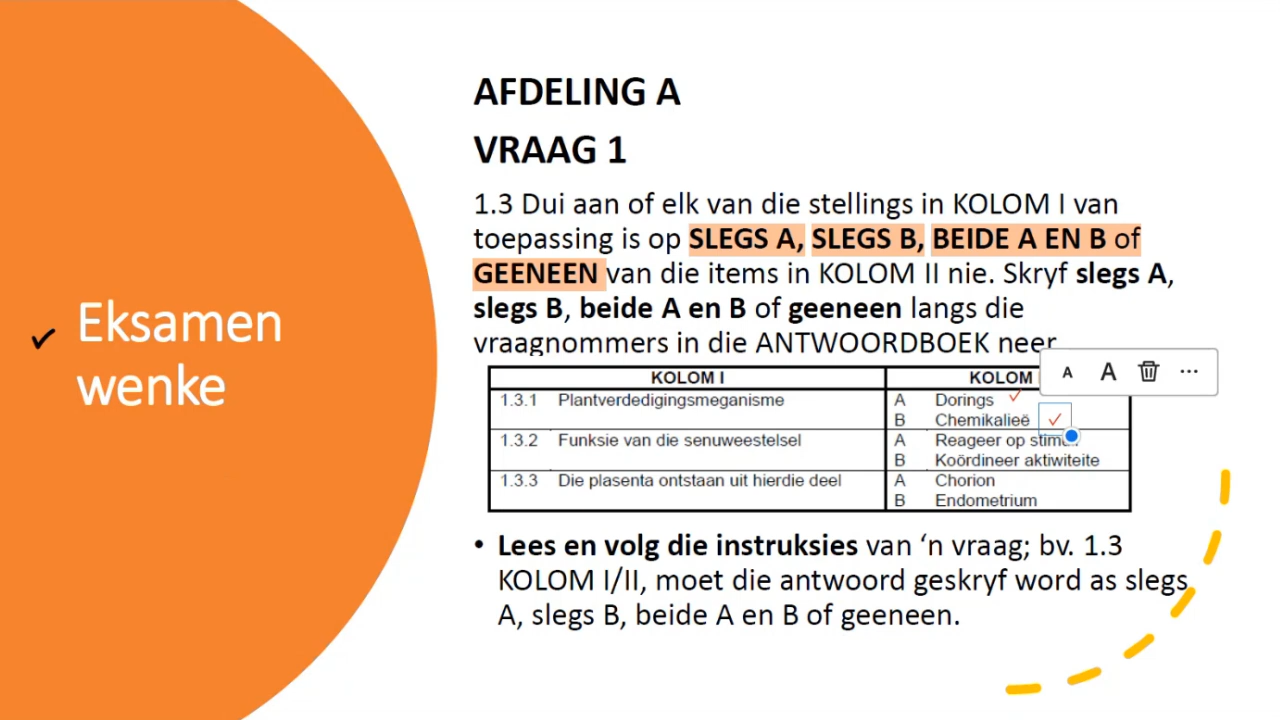 AFDELING A
VRAAG 1
1.3 Dui aan of elk van die stellings in KOLOM I van
toepassing is op SLEGS A, SLEGS B, BEIDE A EN B of
GEENEEN van die items in KOLOM II nie. Skryf slegs A,
slegs B, beide A en B of geeneen langs die
vraagnommers in die ANTWOORDBOEK neer
Eksamen
wenke
KOLOM I KOLOM
A A ...
1.3.1 Plantverdedigingsmeganisme A Dorings
B Chemikalieë
1.3.2 Funksie van die senuweestelsel A Reageer op
B Koördineer aktiwiteite
1.3.3 Die plasenta ontstaan uit hierdie deel A Chorion
B Endometrium
• Lees en volg die instruksies van ‘n vraag; bv. 1.3
KOLOM I/II, moet die antwoord geskryf word as slegs
A, slegs B, beide A en B of geeneen.